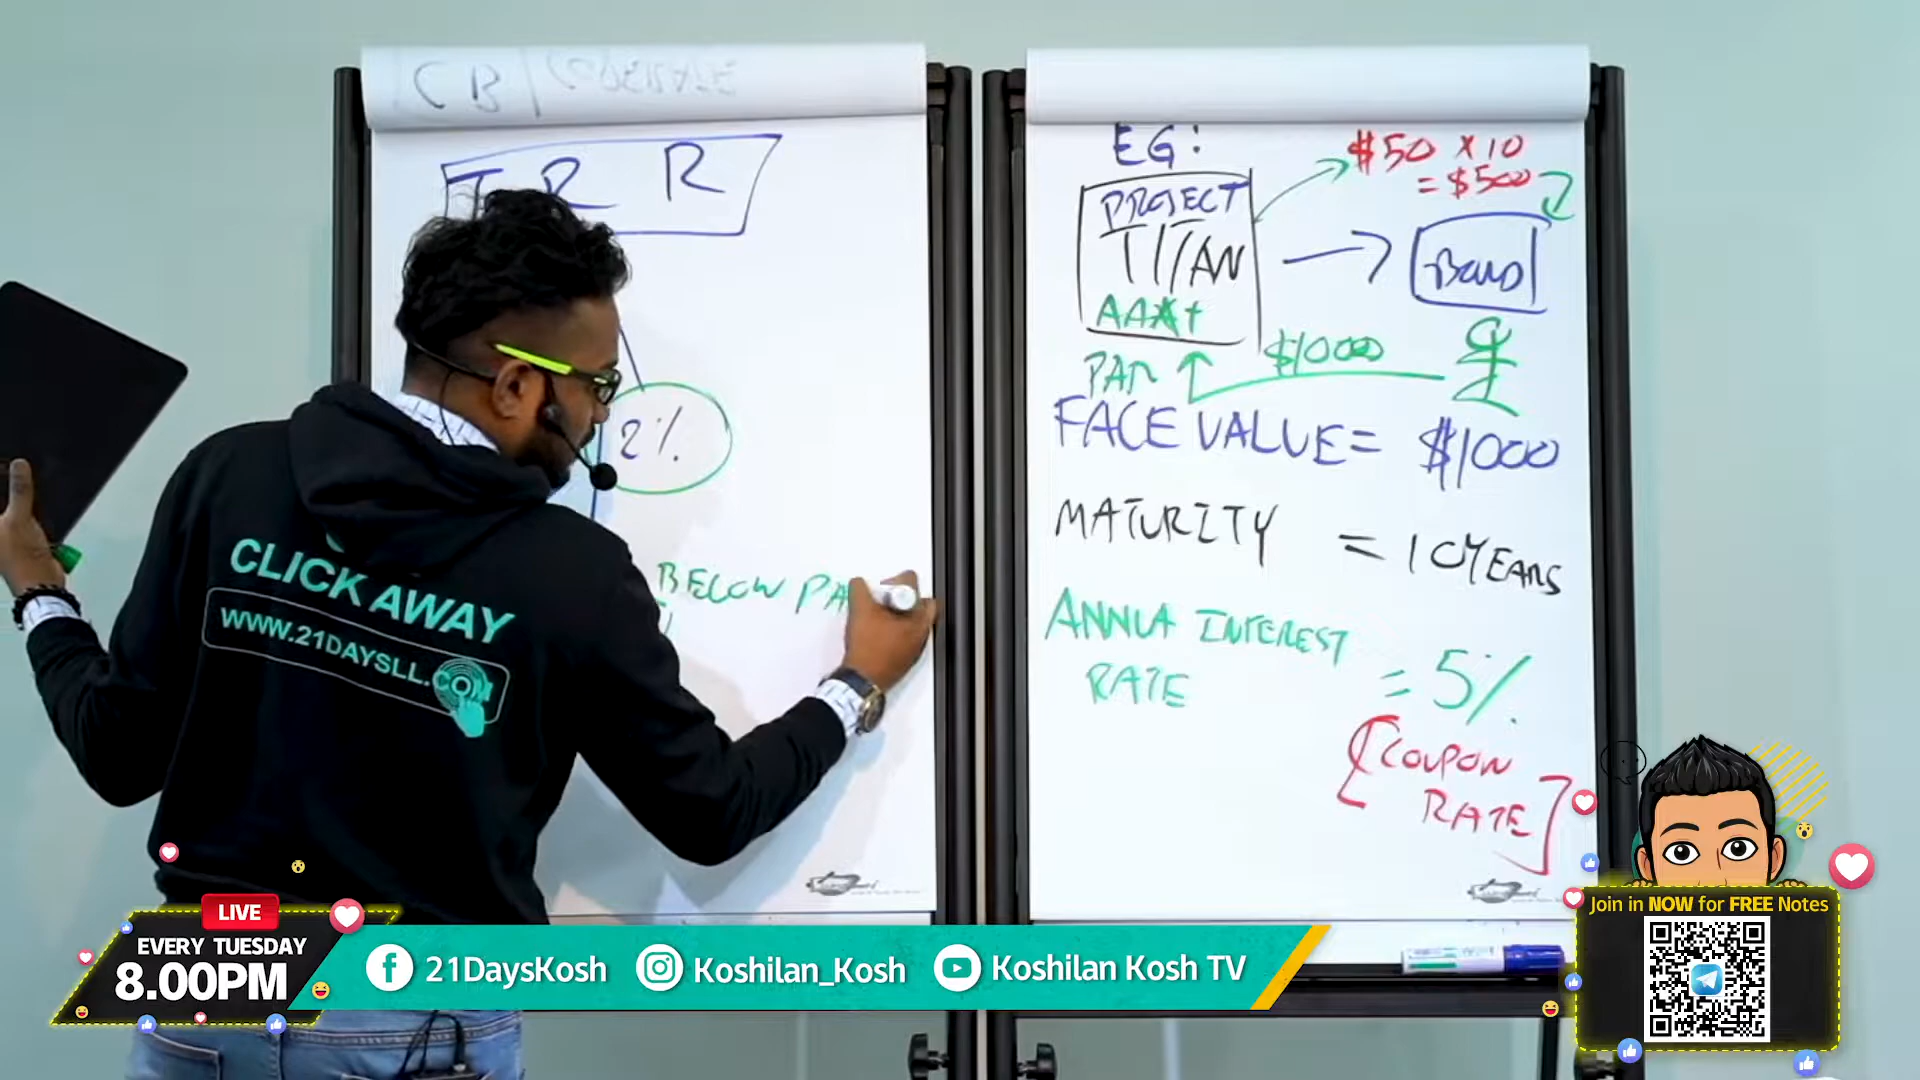 CB
R R
2%
BELOW PA
EG:
$50 x 10
= $500
PROJECT
TITAN
AAA+
BOND
$1000
PAR
FACE VALUE = $1000
MATURITY = 10YEARS
ANNUA INTEREST
RATE = 5%
[COUPON
RATE]
CLICK AWAY
WWW.21DAYSLL.COM
LIVE
EVERY TUESDAY
8.00PM
21DaysKosh
Koshilan_Kosh
Koshilan Kosh TV
Join in NOW for FREE Notes